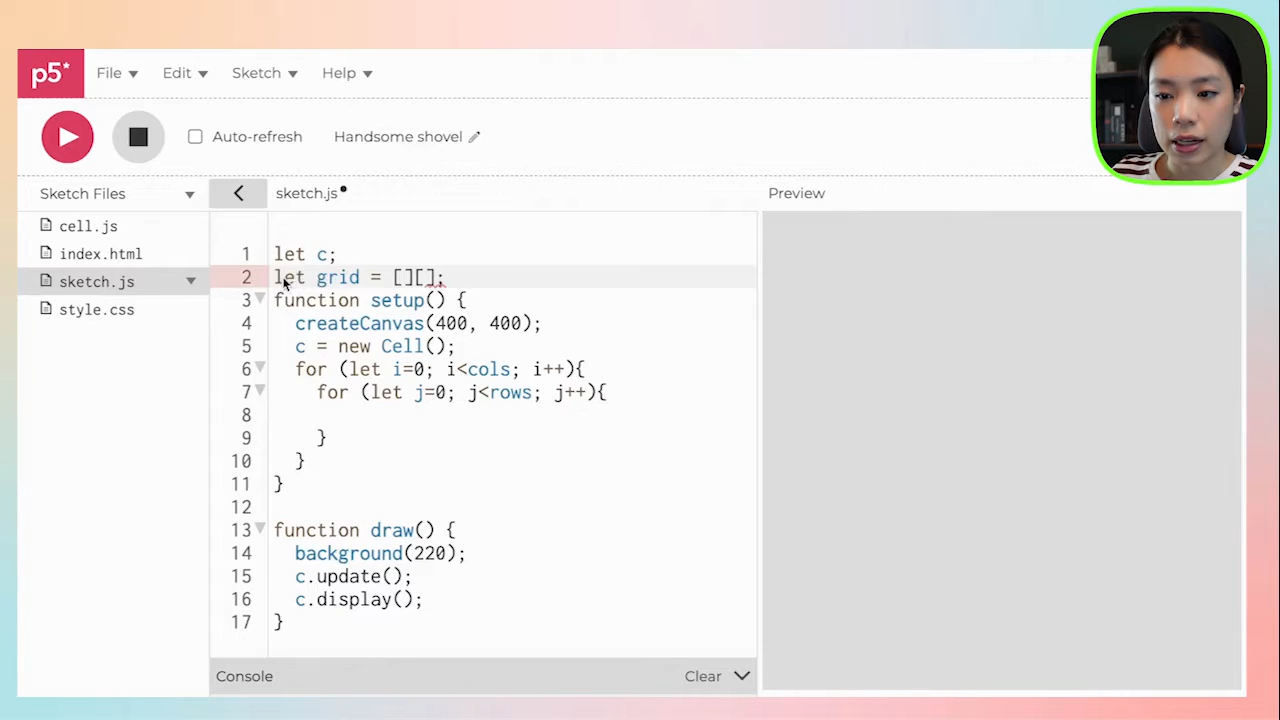 p5*
File Edit Sketch Help
Auto-refresh Handsome shovel
Sketch Files
sketch.js
Preview
cell.js
index.html
sketch.js
style.css
1 let c;
2 let grid = [][];
3 function setup() {
4 createCanvas(400, 400);
5 c = new Cell();
6 for (let i=0; i<cols; i++){
7 for (let j=0; j<rows; j++){
8
9 }
10 }
11 }
12
13 function draw() {
14 background(220);
15 c.update();
16 c.display();
17 }
Console Clear